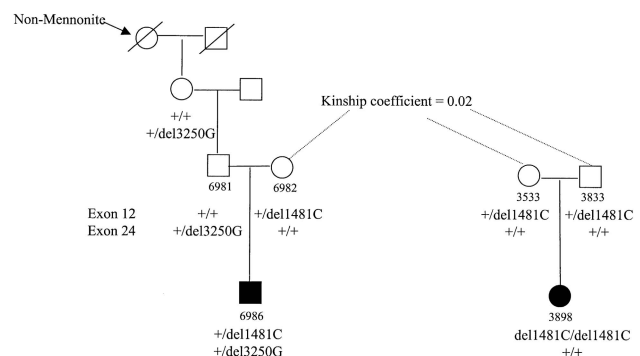 Non-Mennonite
Kinship coefficient = 0.02
+/+
+/del3250G
6981 6982
3533 3833
Exon 12 +/+ +/del1481C +/del1481C +/del1481C
Exon 24 +/del3250G +/+ +/+ +/+
6986
+/del1481C
+/del3250G
3898
del1481C/del1481C
+/+